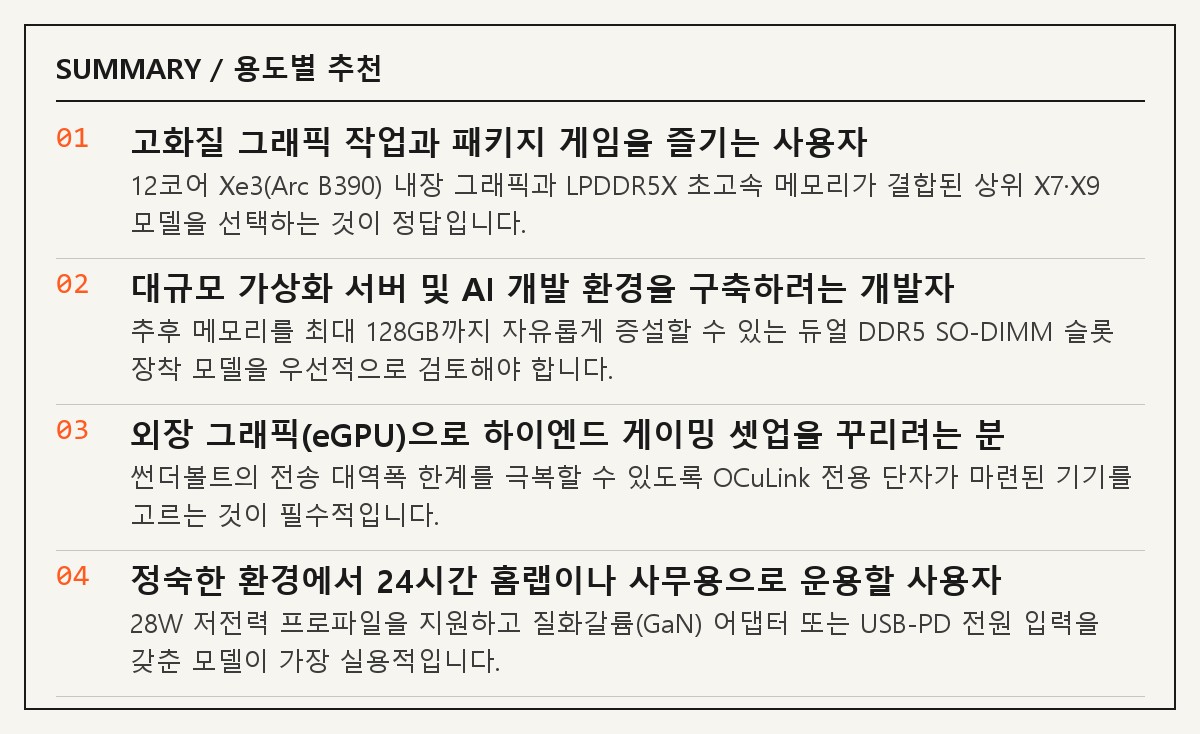 SUMMARY / 용도별 추천
01
고화질 그래픽 작업과 패키지 게임을 즐기는 사용자
12코어 Xe3(Arc B390) 내장 그래픽과 LPDDR5X 초고속 메모리가 결합된 상위 X7·X9
모델을 선택하는 것이 정답입니다.
02
대규모 가상화 서버 및 AI 개발 환경을 구축하려는 개발자
추후 메모리를 최대 128GB까지 자유롭게 증설할 수 있는 듀얼 DDR5 SO-DIMM 슬롯
장착 모델을 우선적으로 검토해야 합니다.
03
외장 그래픽(eGPU)으로 하이엔드 게이밍 셋업을 꾸리려는 분
썬더볼트의 전송 대역폭 한계를 극복할 수 있도록 OCuLink 전용 단자가 마련된 기기를
고르는 것이 필수적입니다.
04
정숙한 환경에서 24시간 홈랩이나 사무용으로 운용할 사용자
28W 저전력 프로파일을 지원하고 질화갈륨(GaN) 어댑터 또는 USB-PD 전원 입력을
갖춘 모델이 가장 실용적입니다.